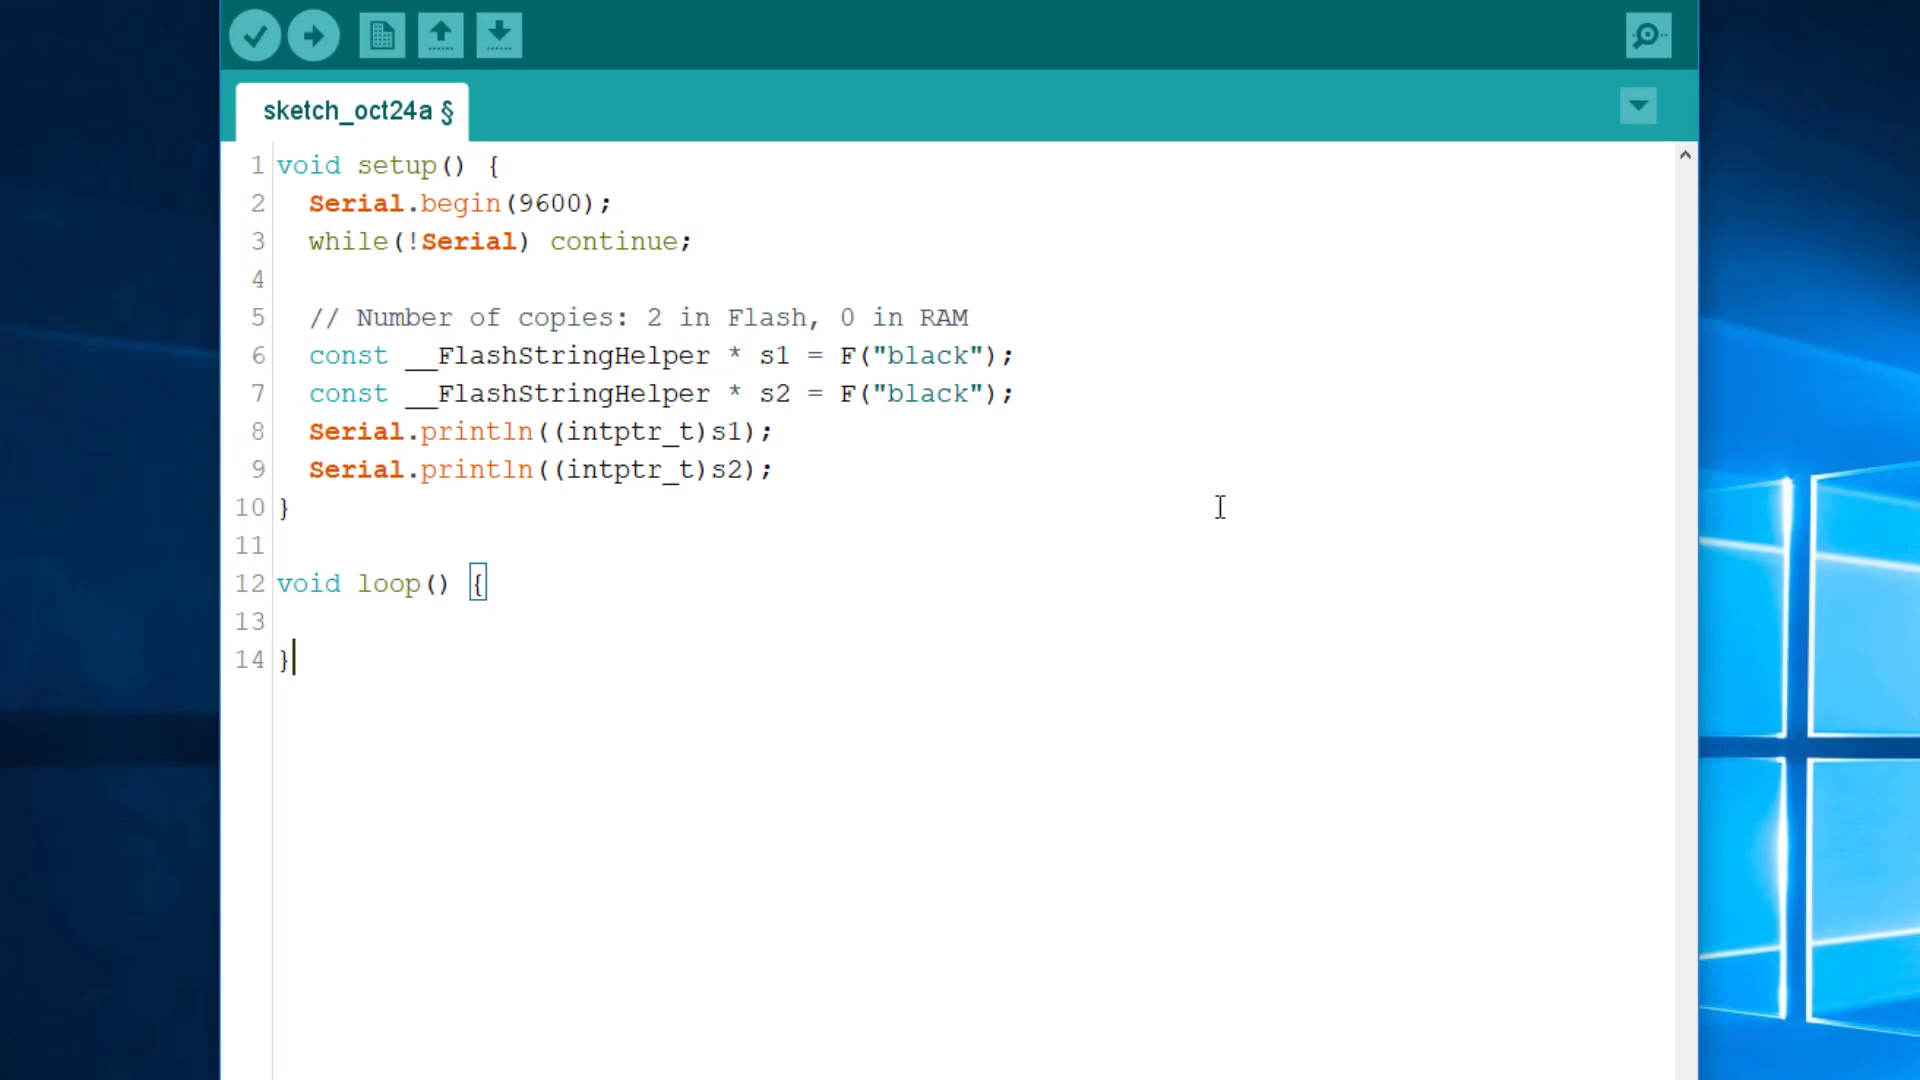 sketch_oct24a §
1 void setup() {
2   Serial.begin(9600);
3   while(!Serial) continue;
4
5   // Number of copies: 2 in Flash, 0 in RAM
6   const __FlashStringHelper * s1 = F("black");
7   const __FlashStringHelper * s2 = F("black");
8   Serial.println((intptr_t)s1);
9   Serial.println((intptr_t)s2);
10 }
11
12 void loop() {
13
14 }